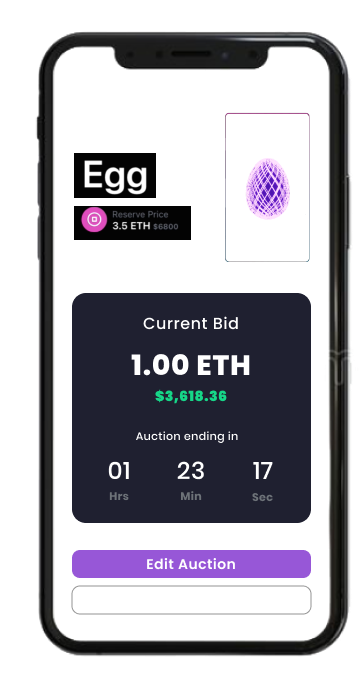 Egg
Reserve Price
3.5 ETH $6800
Current Bid
1.00 ETH
$3,618.36
Auction ending in
01 23 17
Hrs Min Sec
Edit Auction